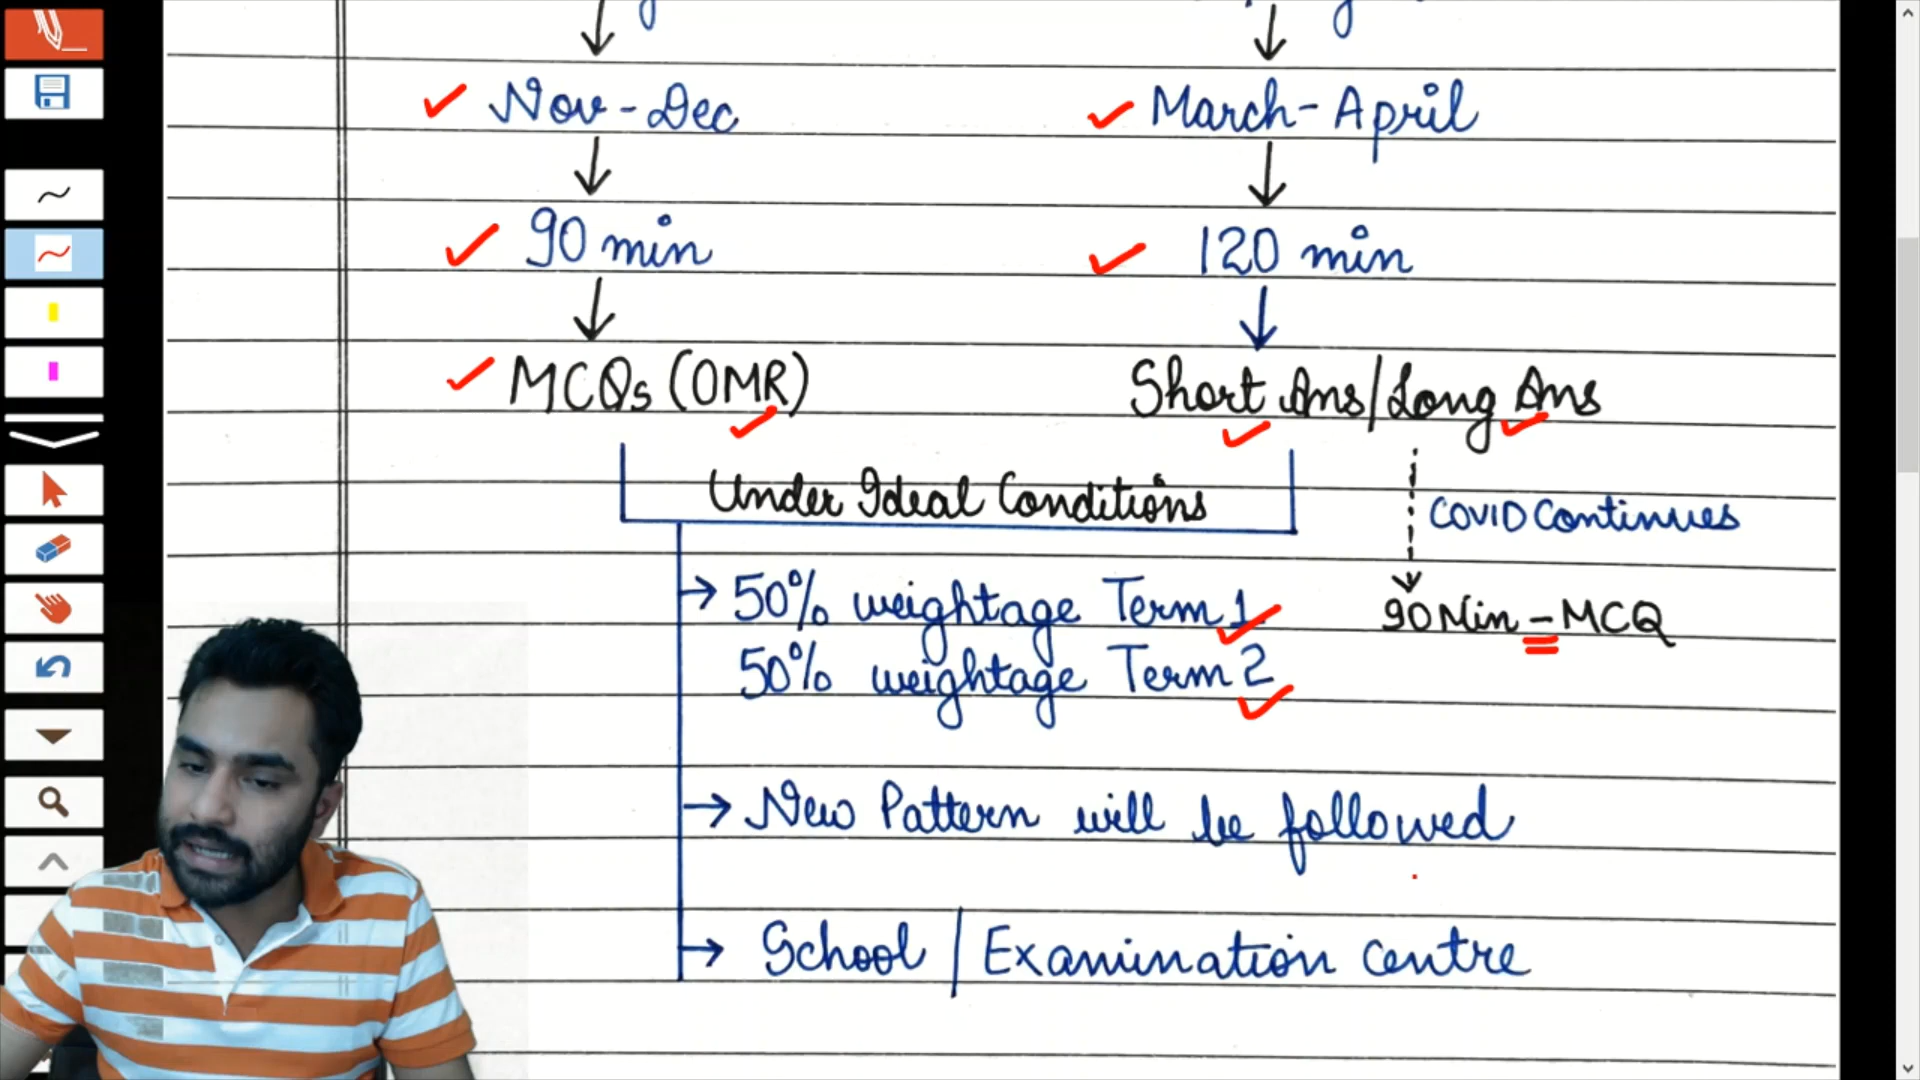 Nov-Dec
March-April
90 min
120 min
MCQs (OMR)
Short Ans/Long Ans
Under Ideal Conditions
COVID Continues
→ 50% weightage Term 1
90 Min - MCQ
50% weightage Term 2
→ New Pattern will be followed
→ School / Examination centre